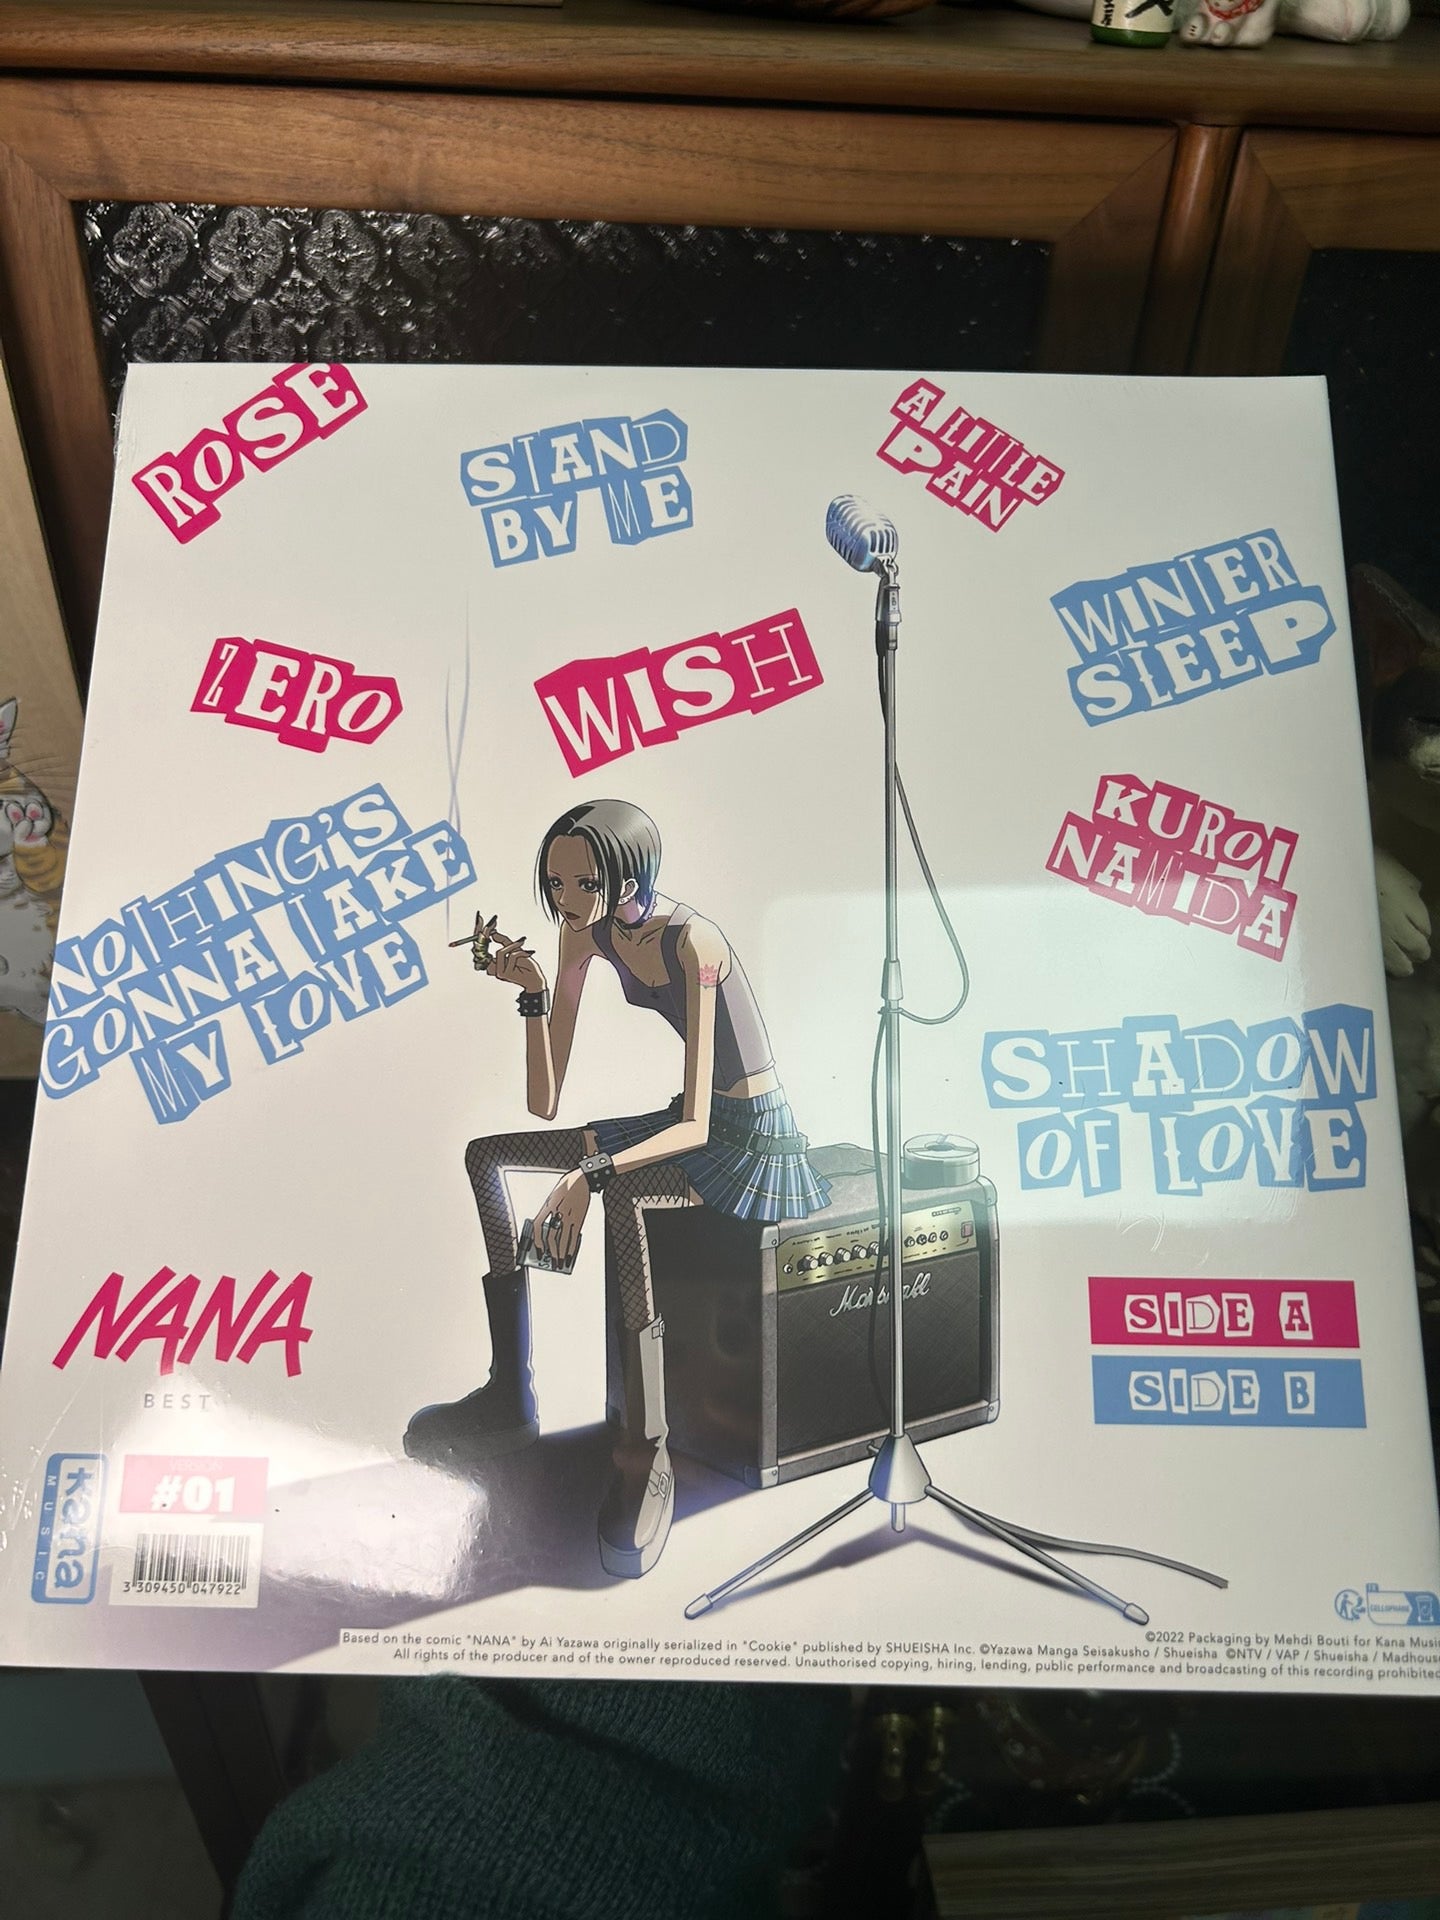 ROSE
STAND
BY ME
A LITTLE
PAIN
WINTER
SLEEP
ZERO
WISH
KUROI
NAMIDA
NOTHING'S
GONNA TAKE
MY LOVE
SHADOW
OF LOVE
Marshall
NANA
BEST
SIDE A
SIDE B
kana
MUSIC
VERSION
#01
3 309450 047922
CELLOPHANE
Based on the comic "NANA" by Ai Yazawa originally serialized in "Cookie" published by SHUEISHA Inc. ©Yazawa Manga Seisakusho / Shueisha ©NTV / VAP / Shueisha / Madhouse
©2022 Packaging by Mehdi Bouti for Kana Music
All rights of the producer and of the owner reproduced reserved. Unauthorised copying, hiring, lending, public performance and broadcasting of this recording prohibited